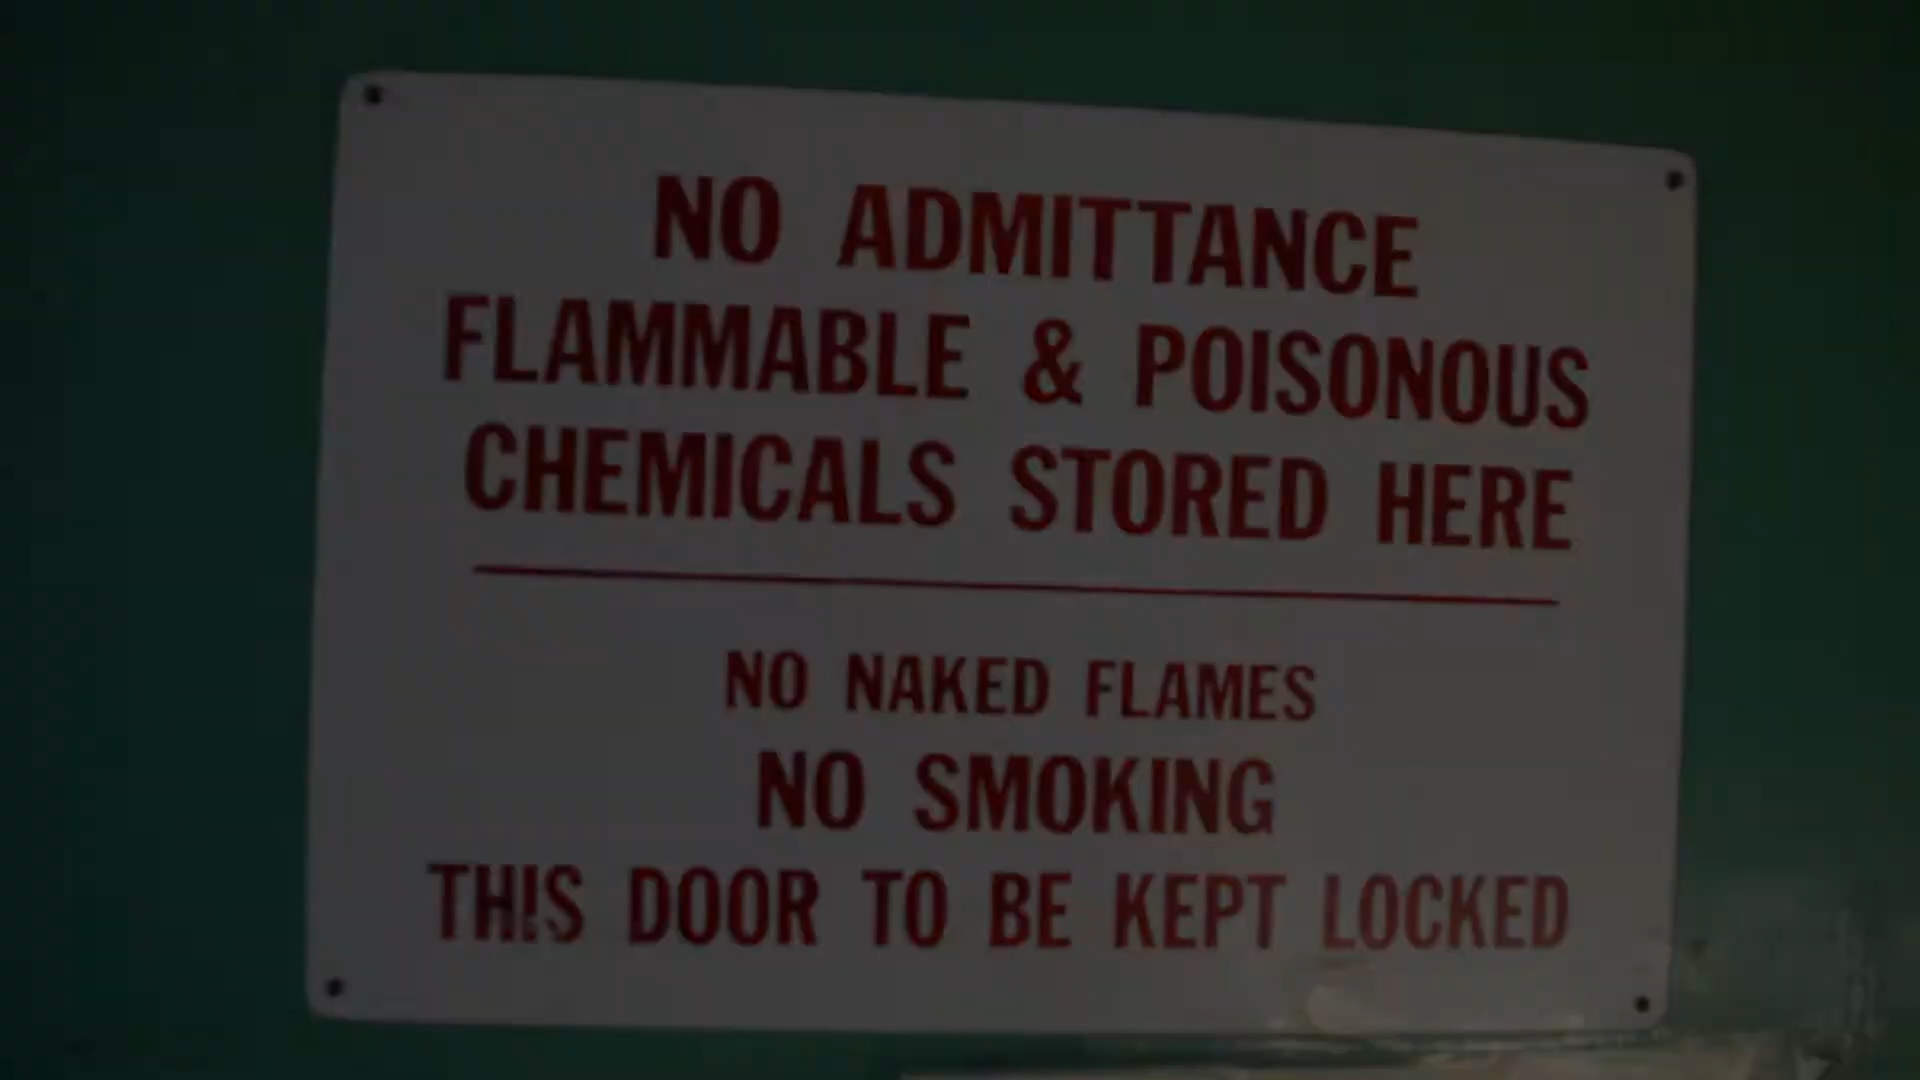 NO ADMITTANCE
FLAMMABLE & POISONOUS
CHEMICALS STORED HERE
NO NAKED FLAMES
NO SMOKING
THIS DOOR TO BE KEPT LOCKED